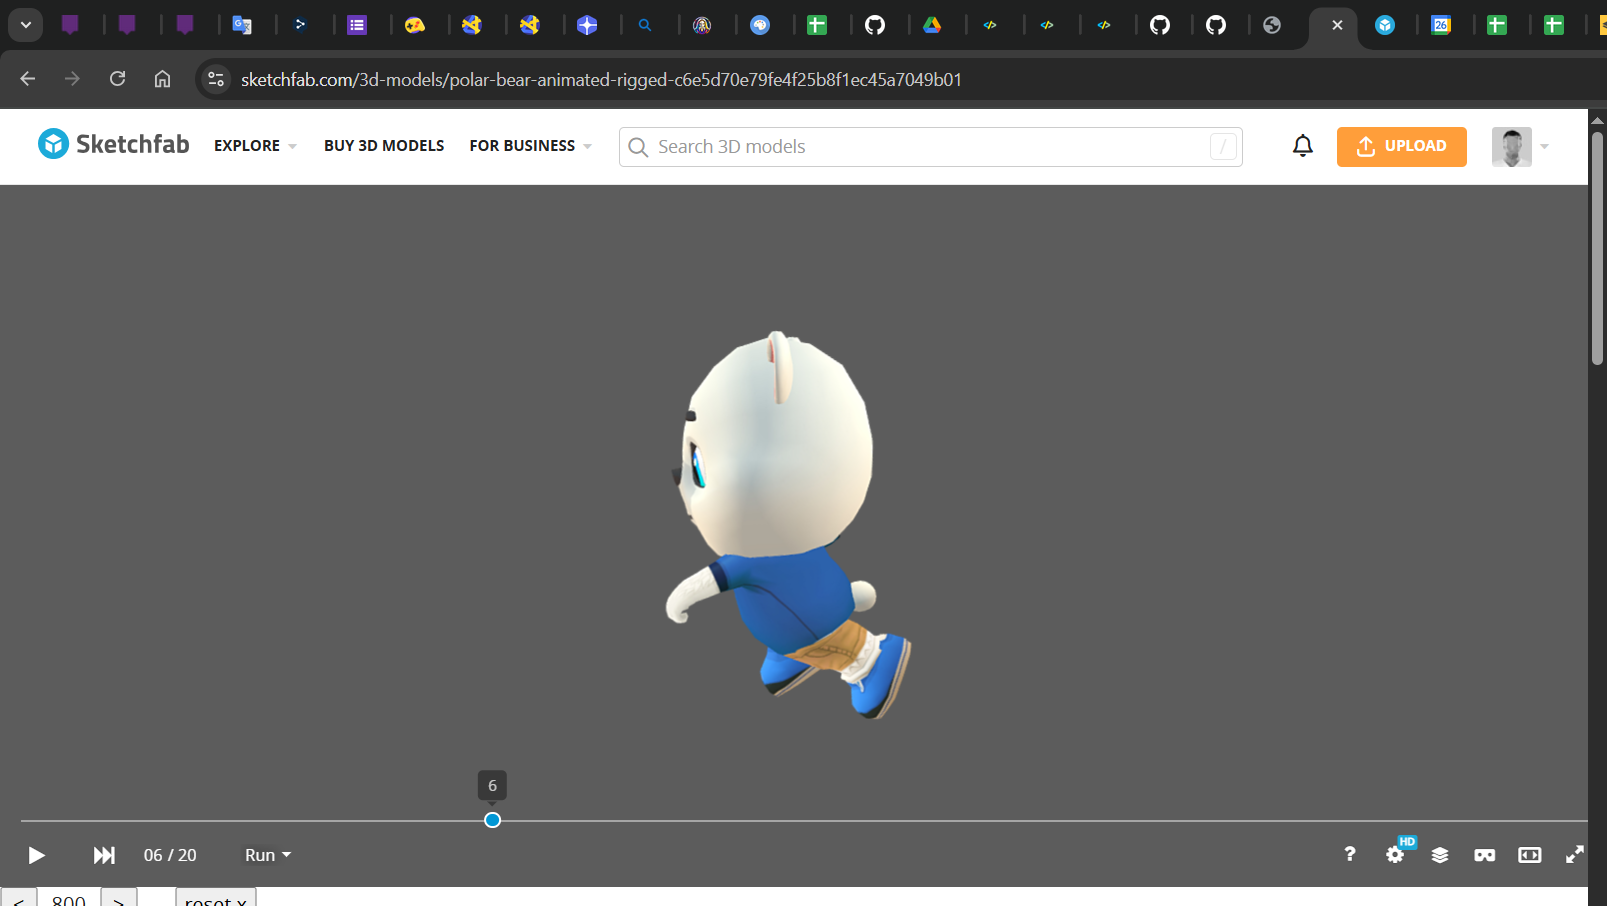 26
sketchfab.com/3d-models/polar-bear-animated-rigged-c6e5d70e79fe4f25b8f1ec45a7049b01
Sketchfab EXPLORE BUY 3D MODELS FOR BUSINESS Search 3D models / UPLOAD
6
06 / 20 Run ? HD
< 800 > reset x